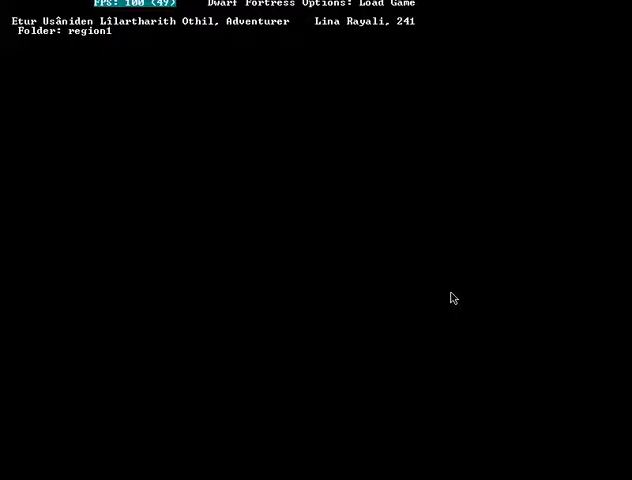 FPS: 100 (49) Dwarf Fortress Options: Load Game
Etur Usâniden Lîlartharith Othil, Adventurer Lina Rayali, 241
Folder: region1